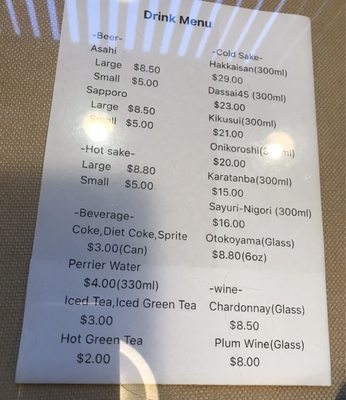 Drink Menu
-Beer-
Asahi
Large $8.50
Small $5.00
Sapporo
Large $8.50
Small $5.00
-Hot sake-
Large $8.80
Small $5.00
-Beverage-
Coke,Diet Coke,Sprite
$3.00(Can)
Perrier Water
$4.00(330ml)
Iced Tea,Iced Green Tea
$3.00
Hot Green Tea
$2.00
-Cold Sake-
Hakkaisan(300ml)
$29.00
Dassai45 (300ml)
$23.00
Kikusui(300ml)
$21.00
Onikoroshi(300ml)
$20.00
Karatanba(300ml)
$15.00
Sayuri-Nigori (300ml)
$16.00
Otokoyama(Glass)
$8.80(6oz)
-wine-
Chardonnay(Glass)
$8.50
Plum Wine(Glass)
$8.00